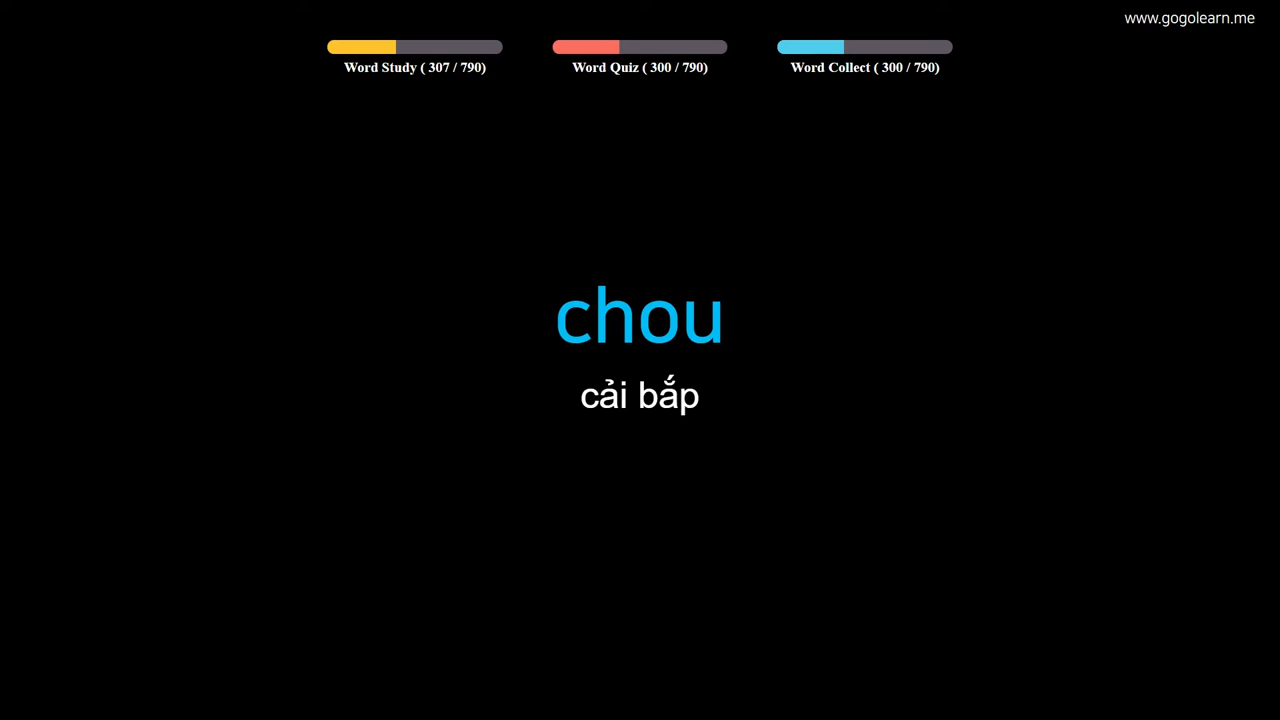 www.gogolearn.me
Word Study ( 307 / 790)
Word Quiz ( 300 / 790)
Word Collect ( 300 / 790)
chou
cải bắp